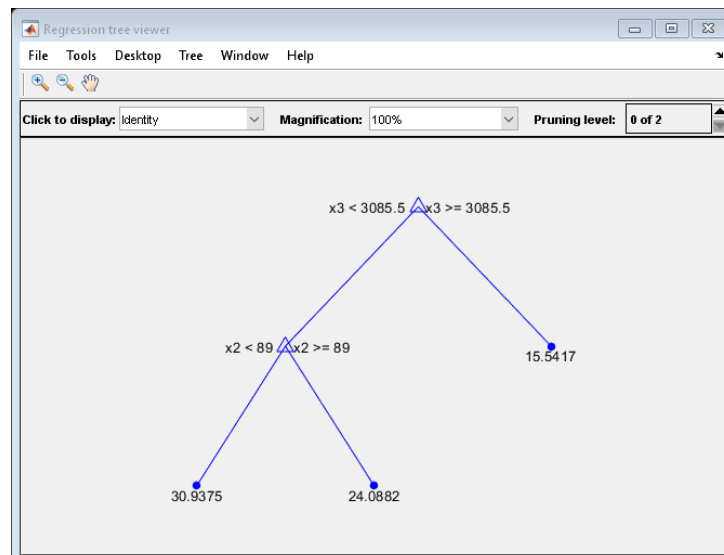 Regression tree viewer
File Tools Desktop Tree Window Help
Click to display: Identity Magnification: 100% Pruning level: 0 of 2
x3 < 3085.5 x3 >= 3085.5
x2 < 89 x2 >= 89
15.5417
30.9375 24.0882